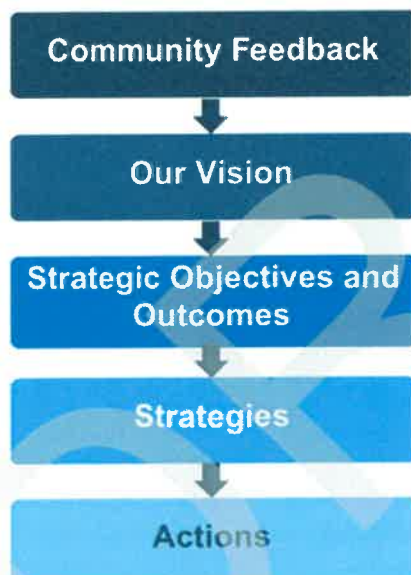 Community Feedback
Our Vision
Strategic Objectives and
Outcomes
Strategies
Actions